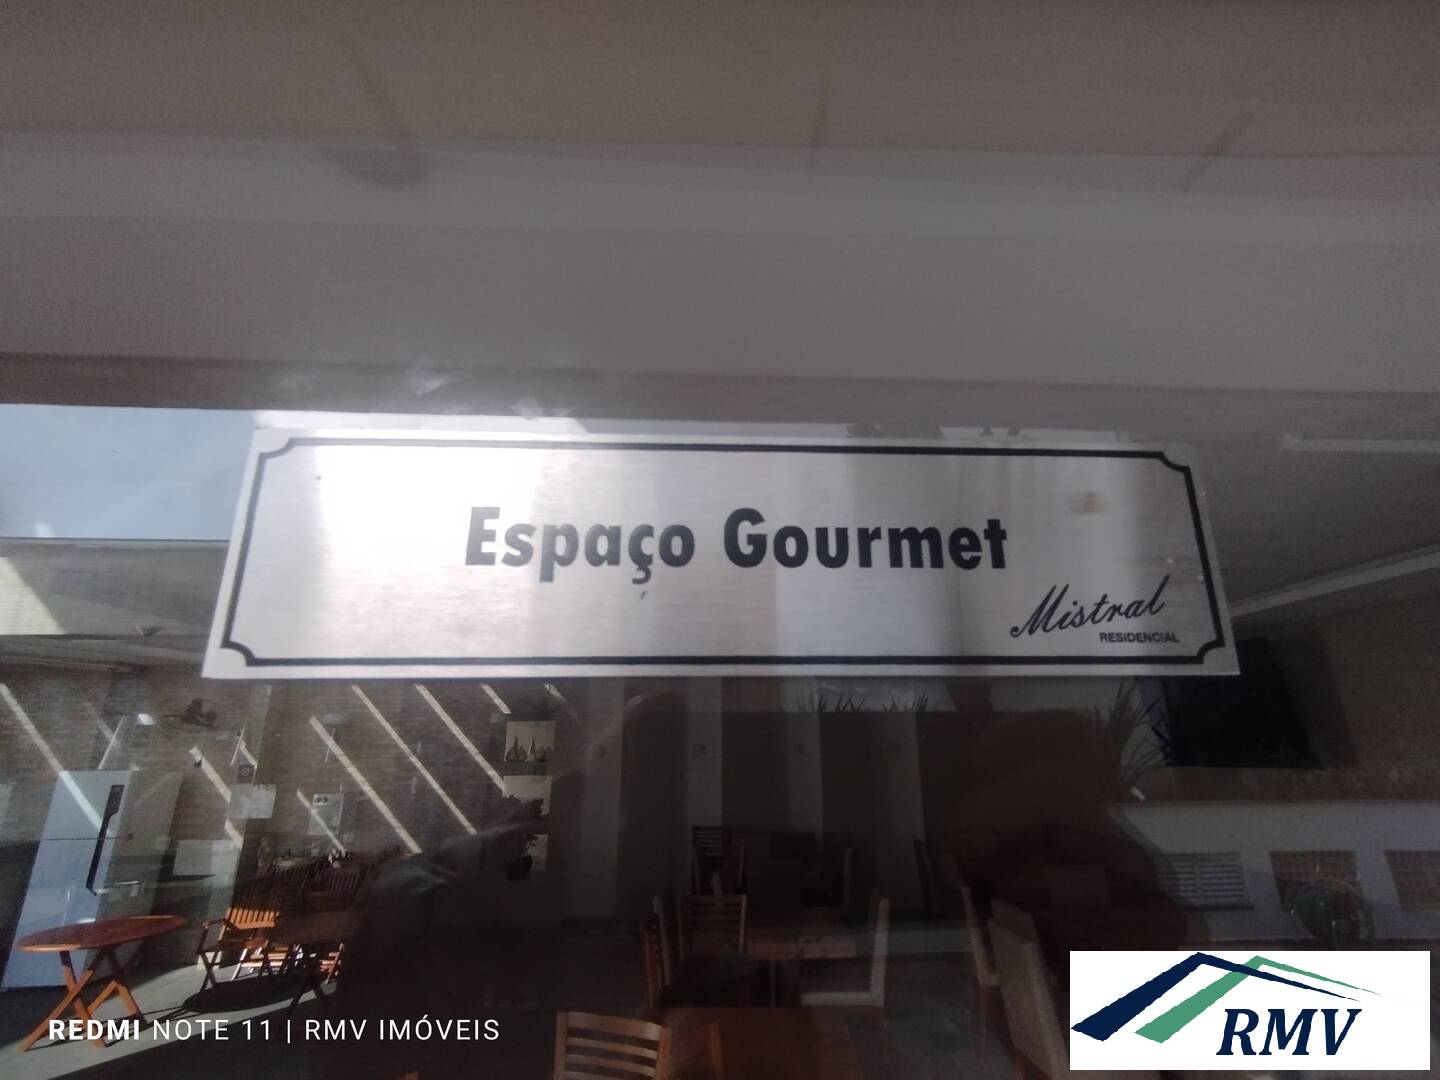 Espaço Gourmet
Mistral
RESIDENCIAL
REDMI NOTE 11 | RMV IMÓVEIS
RMV